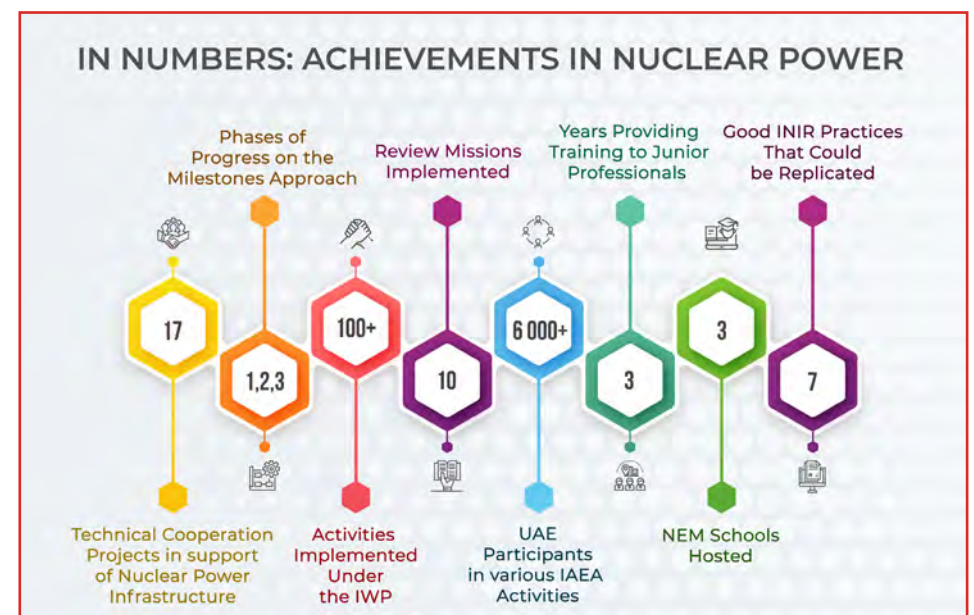 IN NUMBERS: ACHIEVEMENTS IN NUCLEAR POWER
Phases of
Progress on the
Milestones Approach
Review Missions
Implemented
Years Providing
Training to Junior
Professionals
Good INIR Practices
That Could
be Replicated
17
1,2,3
100+
10
6 000+
3
3
7
Technical Cooperation
Projects in support
of Nuclear Power
Infrastructure
Activities
Implemented
Under
the IWP
UAE
Participants
in various IAEA
Activities
NEM Schools
Hosted